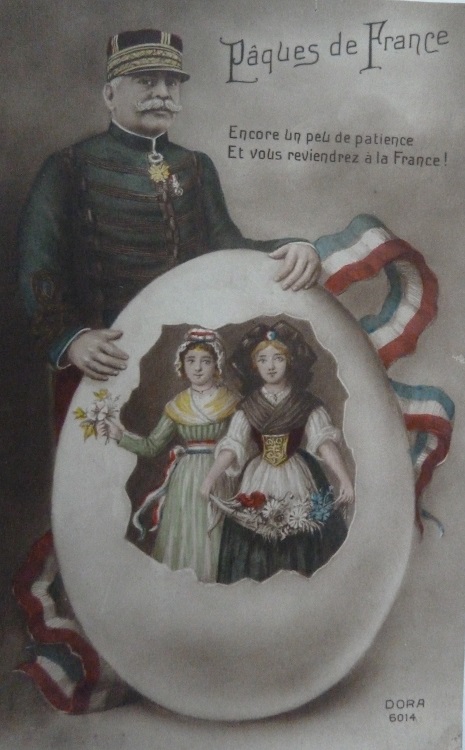 Pâques de France
Encore un peu de patience
Et vous reviendrez à la France !
DORA
6014